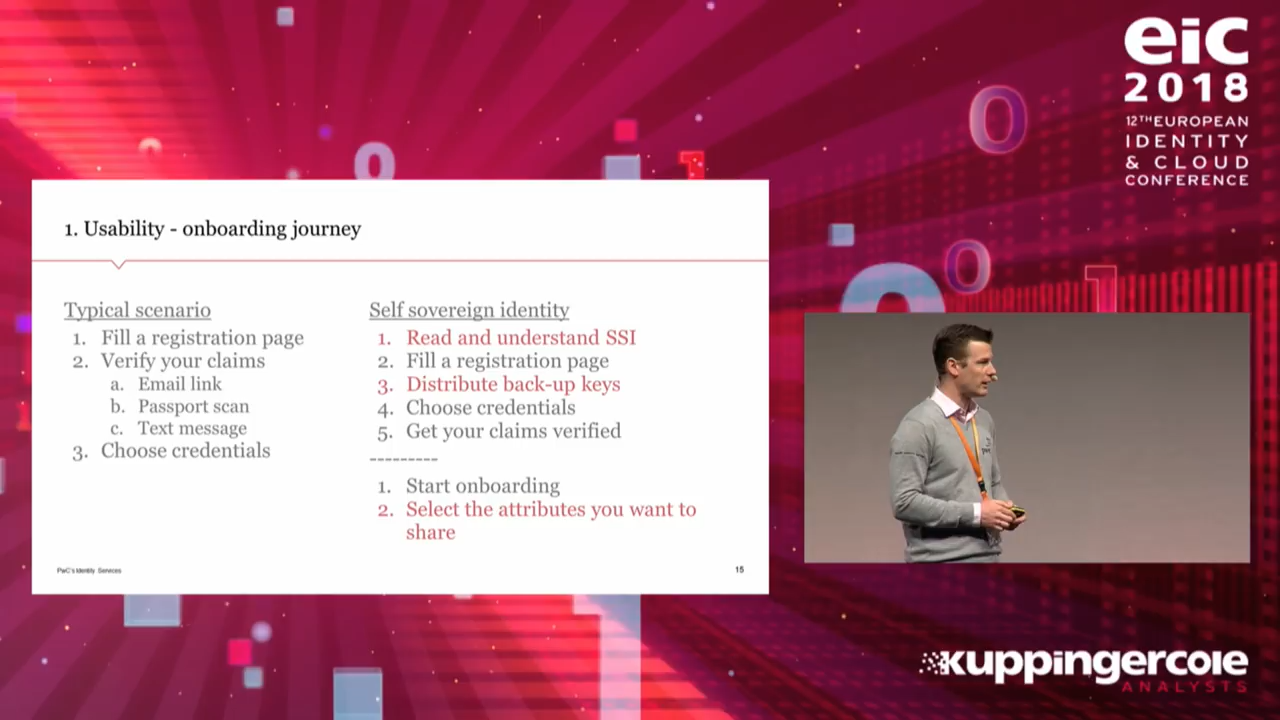 eic
2018
12TH EUROPEAN
IDENTITY
& CLOUD
CONFERENCE
1. Usability - onboarding journey
Typical scenario
1. Fill a registration page
2. Verify your claims
a. Email link
b. Passport scan
c. Text message
3. Choose credentials
Self sovereign identity
1. Read and understand SSI
2. Fill a registration page
3. Distribute back-up keys
4. Choose credentials
5. Get your claims verified
---------
1. Start onboarding
2. Select the attributes you want to
share
PwC's Identity Services
15
kuppingercole
ANALYSTS